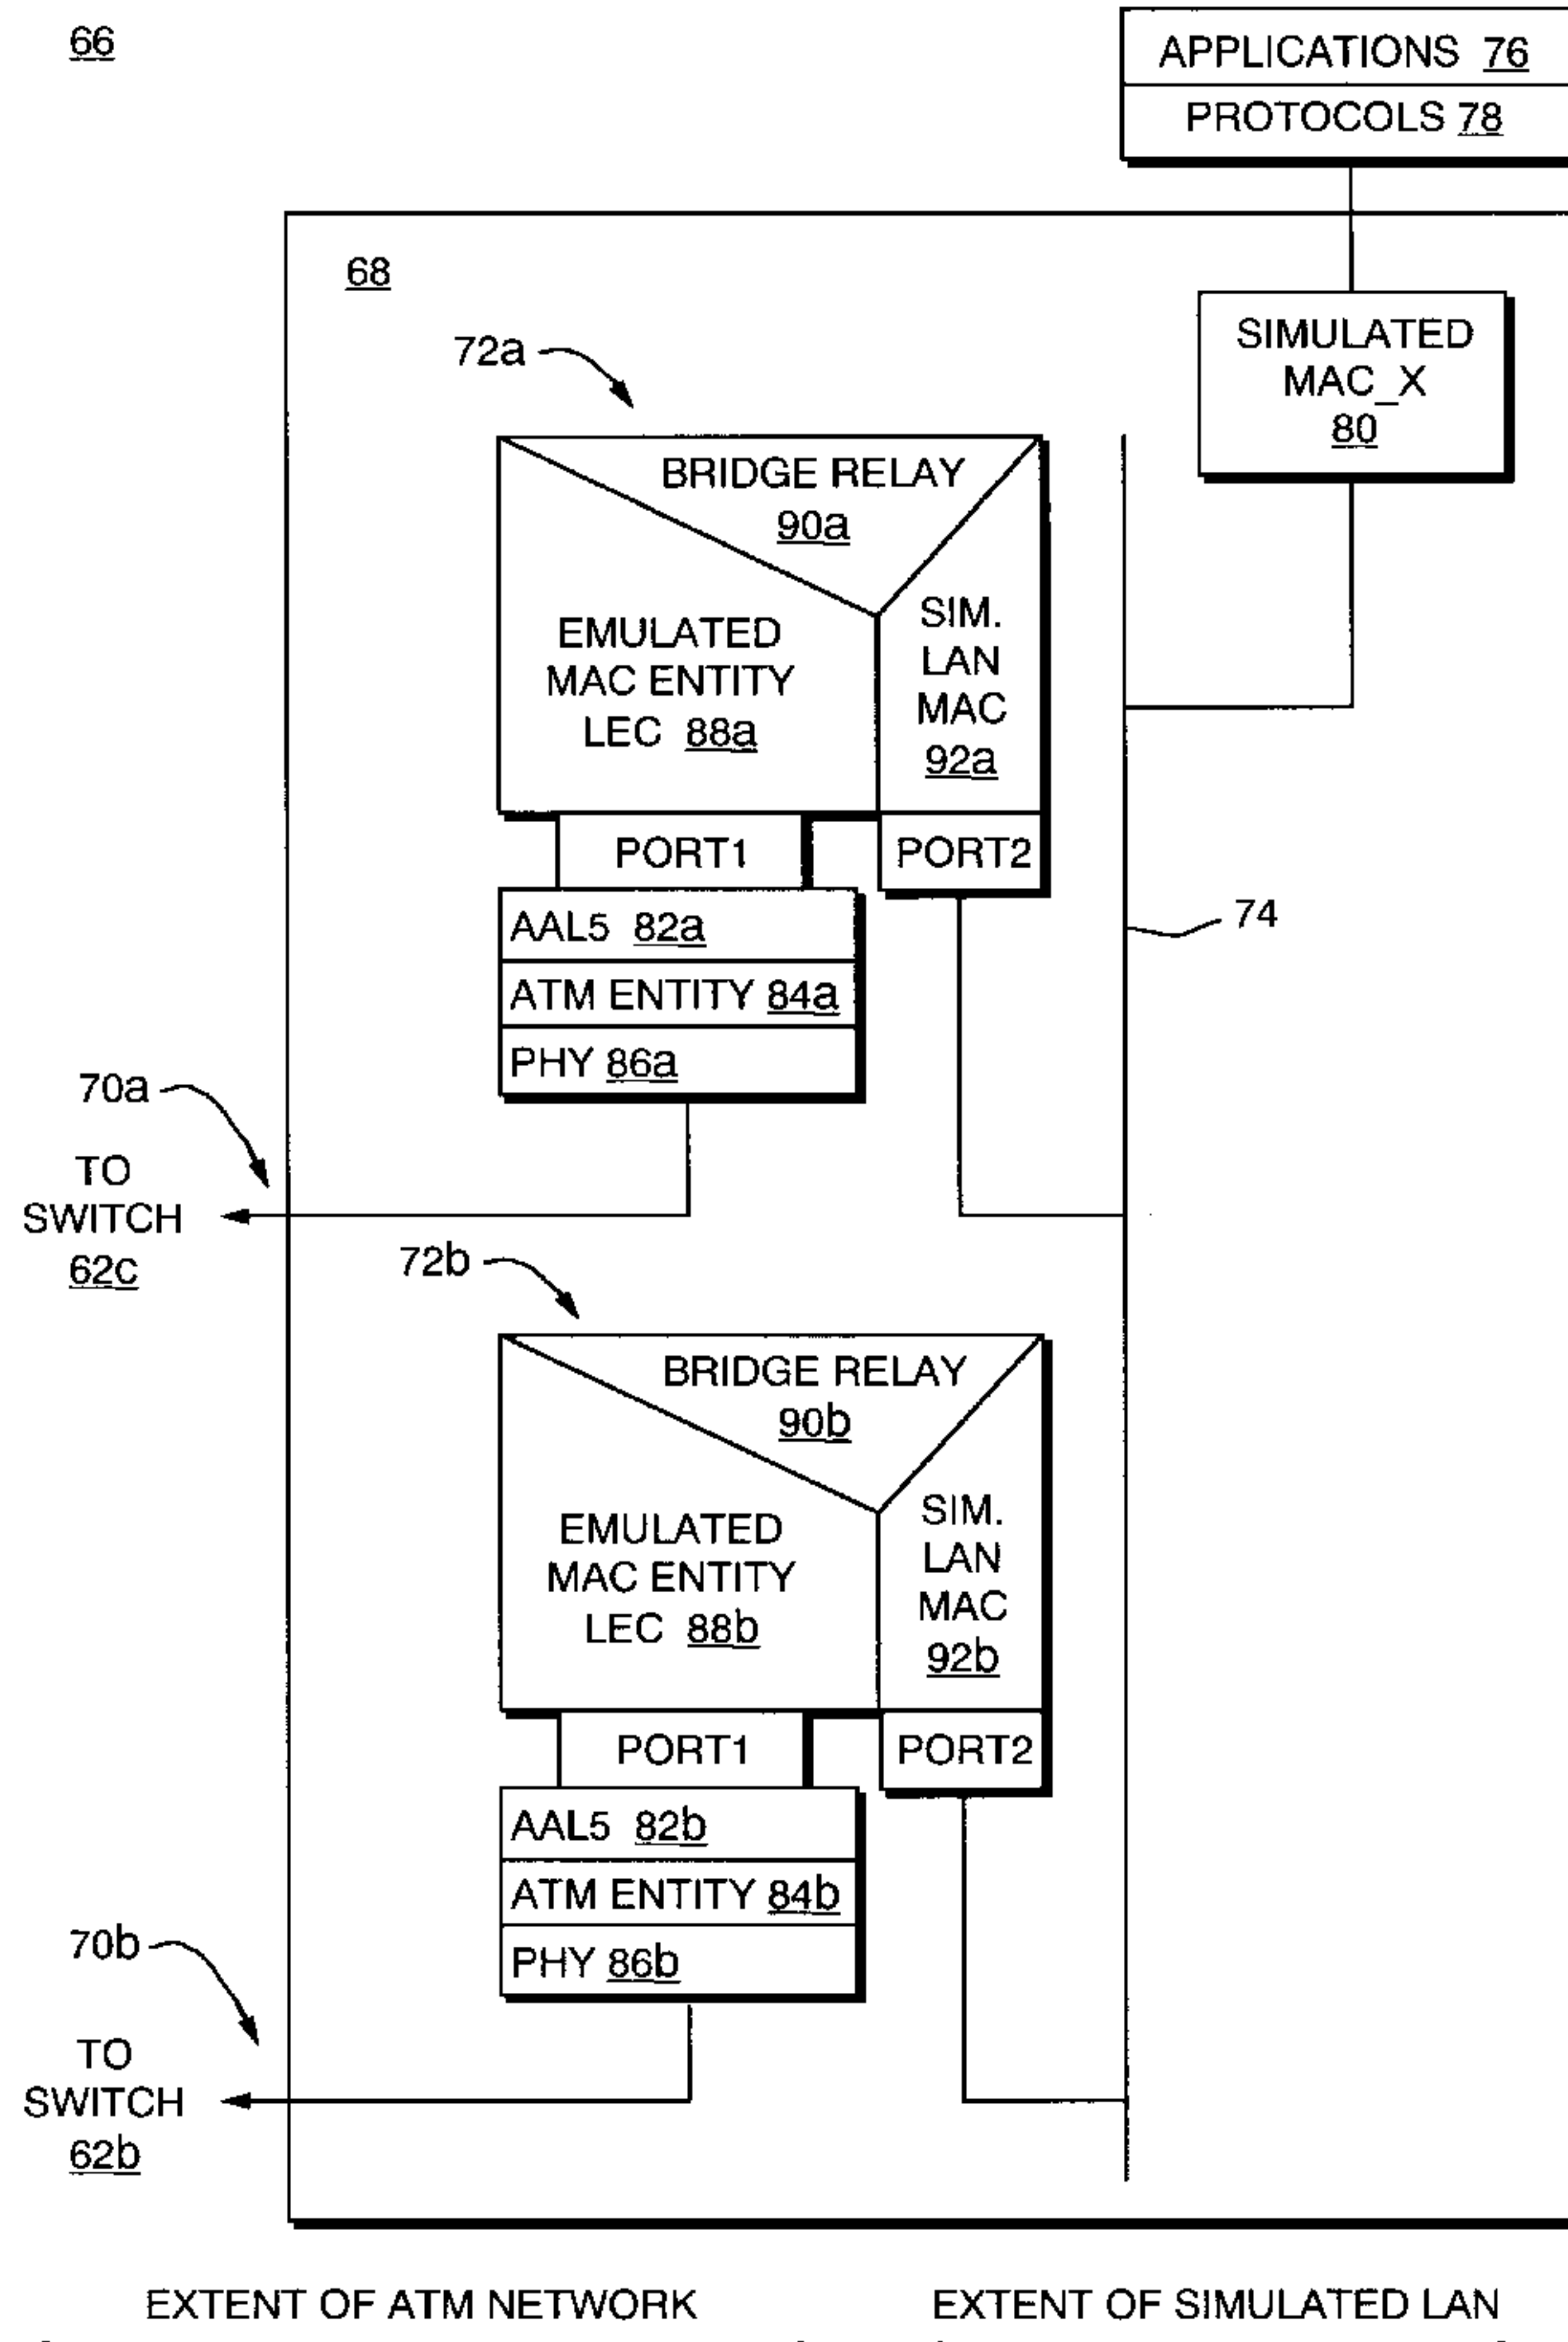 66
APPLICATIONS 76
PROTOCOLS 78
68
SIMULATED
MAC_X
80
72a
BRIDGE RELAY
90a
EMULATED
MAC ENTITY
LEC 88a
SIM.
LAN
MAC
92a
PORT1
PORT2
74
AAL5 82a
ATM ENTITY 84a
PHY 86a
70a
TO
SWITCH
62c
72b
BRIDGE RELAY
90b
EMULATED
MAC ENTITY
LEC 88b
SIM.
LAN
MAC
92b
PORT1
PORT2
AAL5 82b
ATM ENTITY 84b
PHY 86b
70b
TO
SWITCH
62b
EXTENT OF ATM NETWORK
EXTENT OF SIMULATED LAN